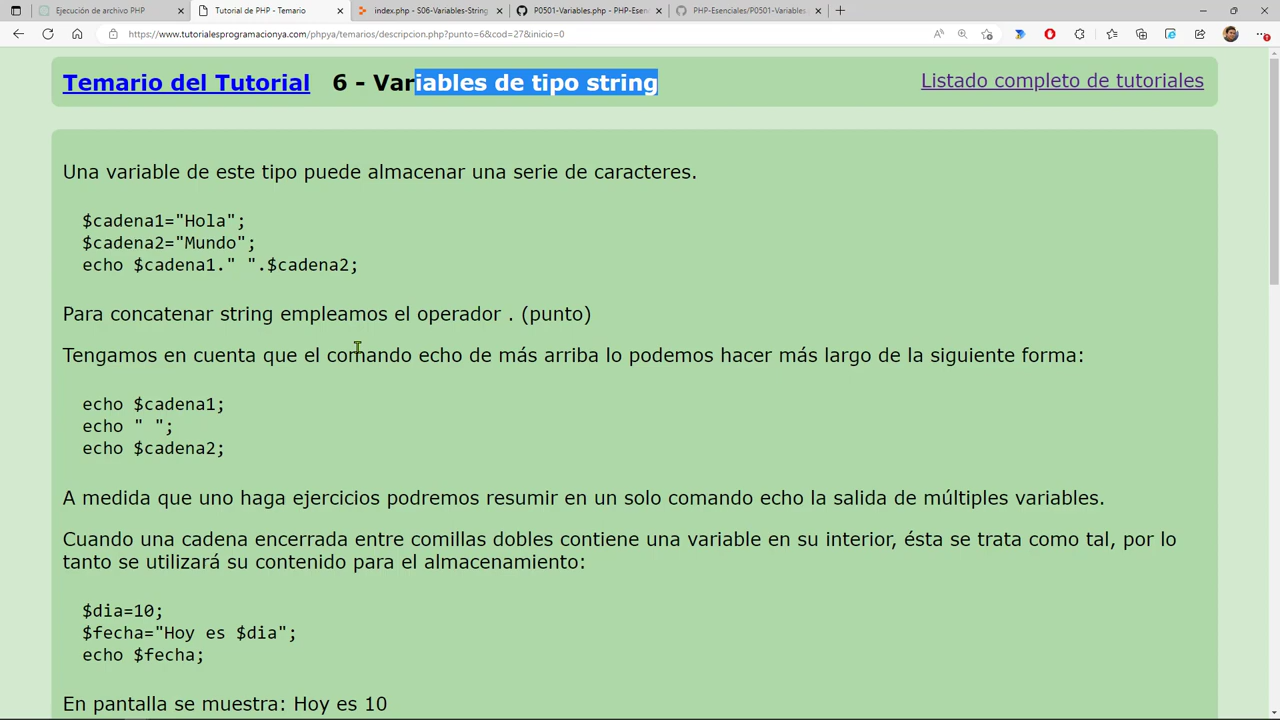 Ejecución de archivo PHP
Tutorial de PHP - Temario
index.php - S06-Variables-String
P0501-Variables.php - PHP-Esen
PHP-Esenciales/P0501-Variables.
https://www.tutorialesprogramacionya.com/phpya/temarios/descripcion.php?punto=6&cod=27&inicio=0
Temario del Tutorial 6 - Variables de tipo string Listado completo de tutoriales
Una variable de este tipo puede almacenar una serie de caracteres.
$cadena1="Hola";
$cadena2="Mundo";
echo $cadena1." ".$cadena2;
Para concatenar string empleamos el operador . (punto)
Tengamos en cuenta que el comando echo de más arriba lo podemos hacer más largo de la siguiente forma:
echo $cadena1;
echo " ";
echo $cadena2;
A medida que uno haga ejercicios podremos resumir en un solo comando echo la salida de múltiples variables.
Cuando una cadena encerrada entre comillas dobles contiene una variable en su interior, ésta se trata como tal, por lo
tanto se utilizará su contenido para el almacenamiento:
$dia=10;
$fecha="Hoy es $dia";
echo $fecha;
En pantalla se muestra: Hoy es 10